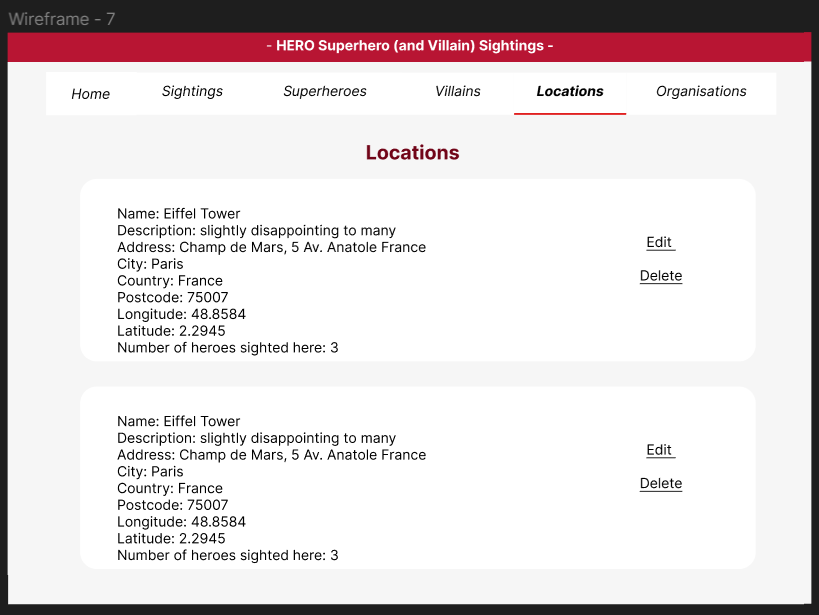 Wireframe - 7
- HERO Superhero (and Villain) Sightings -
Home Sightings Superheroes Villains Locations Organisations
Locations
Name: Eiffel Tower
Description: slightly disappointing to many
Address: Champ de Mars, 5 Av. Anatole France
City: Paris
Country: France
Postcode: 75007
Longitude: 48.8584
Latitude: 2.2945
Number of heroes sighted here: 3
Edit
Delete
Name: Eiffel Tower
Description: slightly disappointing to many
Address: Champ de Mars, 5 Av. Anatole France
City: Paris
Country: France
Postcode: 75007
Longitude: 48.8584
Latitude: 2.2945
Number of heroes sighted here: 3
Edit
Delete